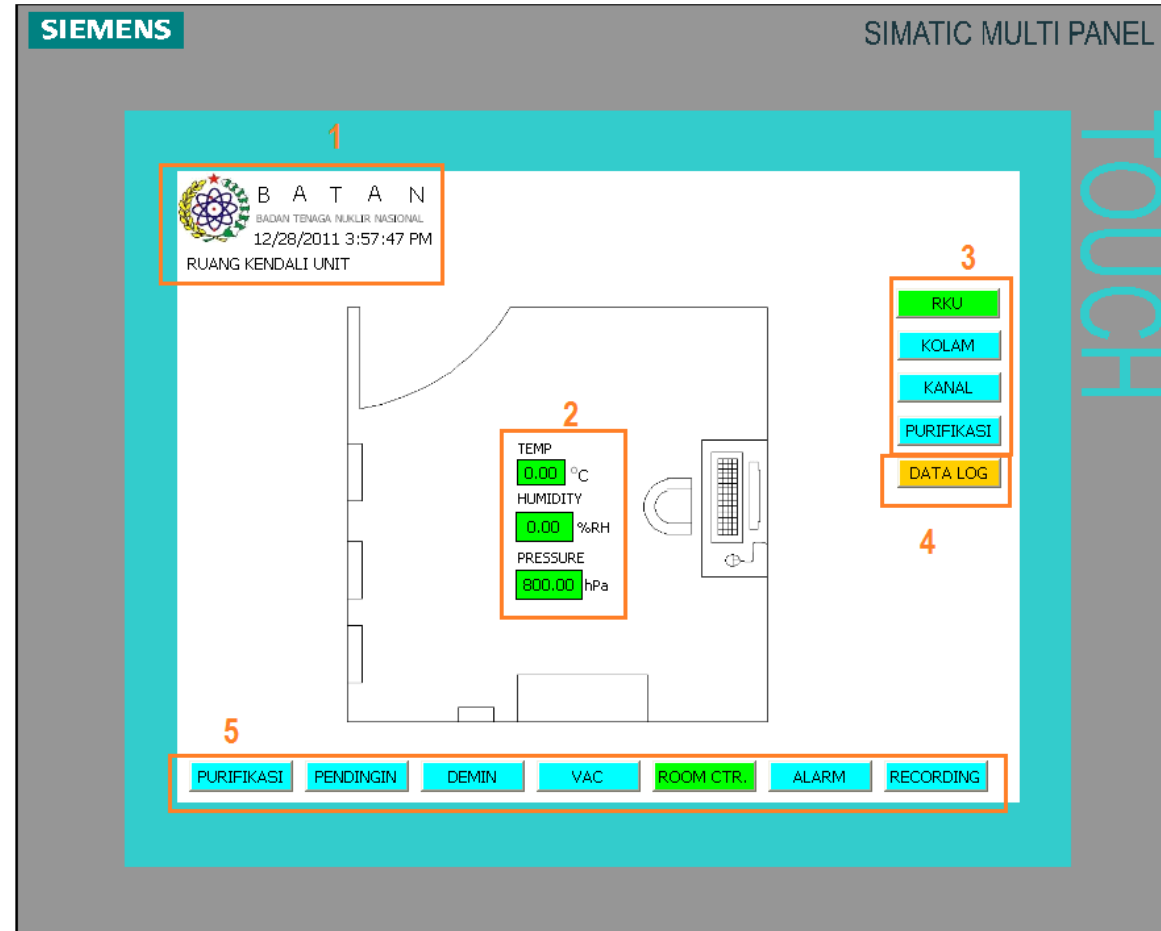 SIEMENS
SIMATIC MULTI PANEL
TOUCH
1
B A T A N
BADAN TENAGA NUKLIR NASIONAL
12/28/2011 3:57:47 PM
RUANG KENDALI UNIT
2
TEMP
0.00 °C
HUMIDITY
0.00 %RH
PRESSURE
800.00 hPa
3
RKU
KOLAM
KANAL
PURIFIKASI
DATA LOG
4
5
PURIFIKASI PENDINGIN DEMIN VAC ROOM CTR. ALARM RECORDING